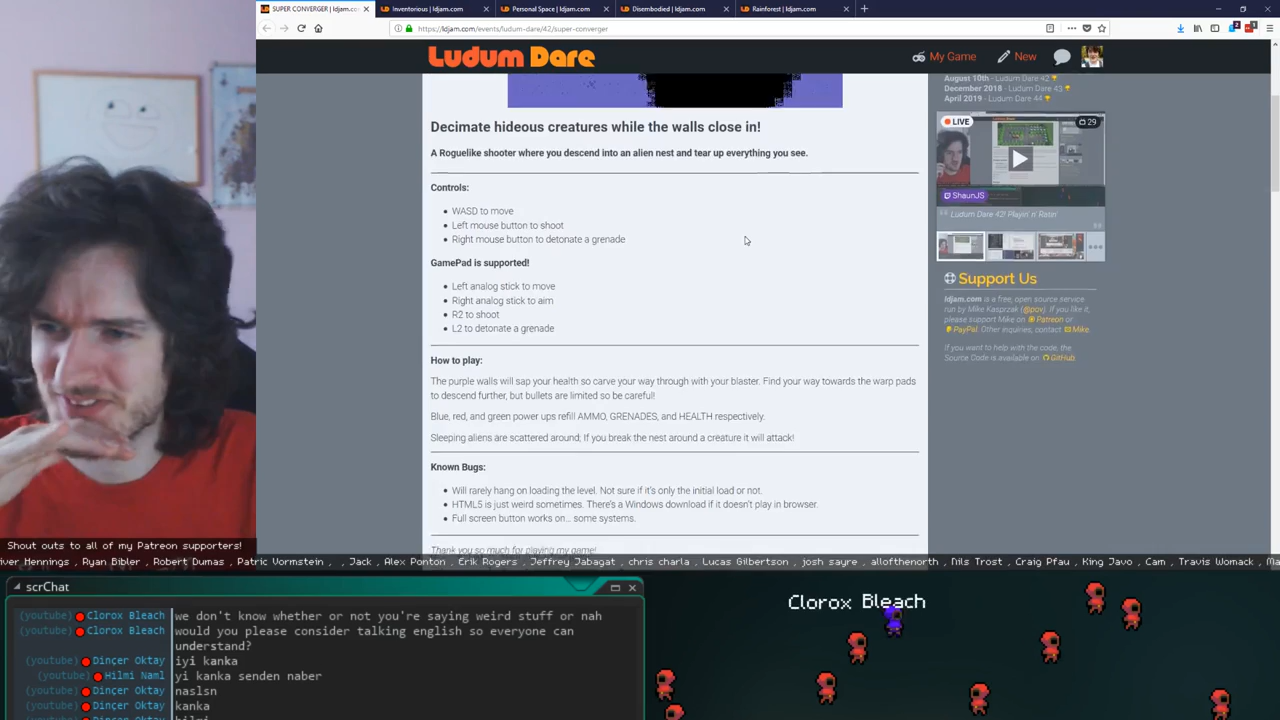 SUPER CONVERGER | ldjam.c
Inventorious | ldjam.com
Personal Space | ldjam.com
Disembodied | ldjam.com
Rainforest | ldjam.com
https://ldjam.com/events/ludum-dare/42/super-converger
Ludum Dare
My Game
New
August 10th - Ludum Dare 42
December 2018 - Ludum Dare 43
April 2019 - Ludum Dare 44
LIVE
29
ShaunJS
Ludum Dare 42! Playin' n' Ratin'
Support Us
ldjam.com is a free, open source service
run by Mike Kasprzak (@pov). If you like it,
please support Mike on Patreon or
PayPal. Other inquiries, contact Mike.
If you want to help with the code, the
Source Code is available on GitHub.
Decimate hideous creatures while the walls close in!
A Roguelike shooter where you descend into an alien nest and tear up everything you see.
Controls:
WASD to move
Left mouse button to shoot
Right mouse button to detonate a grenade
GamePad is supported!
Left analog stick to move
Right analog stick to aim
R2 to shoot
L2 to detonate a grenade
How to play:
The purple walls will sap your health so carve your way through with your blaster. Find your way towards the warp pads
to descend further, but bullets are limited so be careful!
Blue, red, and green power ups refill AMMO, GRENADES, and HEALTH respectively.
Sleeping aliens are scattered around; If you break the nest around a creature it will attack!
Known Bugs:
Will rarely hang on loading the level. Not sure if it's only the initial load or not.
HTML5 is just weird sometimes. There's a Windows download if it doesn't play in browser.
Full screen button works on... some systems.
Thank you so much for playing my game!
Shout outs to all of my Patreon supporters!
iver Hennings , Ryan Bibler , Robert Dumas , Patric Vormstein , , Jack , Alex Ponton , Erik Rogers , Jeffrey Jabagat , chris charla , Lucas Gilbertson , josh sayre , allofthenorth , Nils Trost , Craig Pfau , King Javo , Cam , Travis Womack , Ma
scrChat
(youtube) Clorox Bleach we don't know whether or not you're saying weird stuff or nah
(youtube) Clorox Bleach would you please consider talking english so everyone can
understand?
(youtube) Dinçer Oktay iyi kanka
(youtube) Hilmi Naml yi kanka senden naber
(youtube) Dinçer Oktay naslsn
(youtube) Dinçer Oktay kanka
(youtube) Dinçer Oktay hilmi
Clorox Bleach